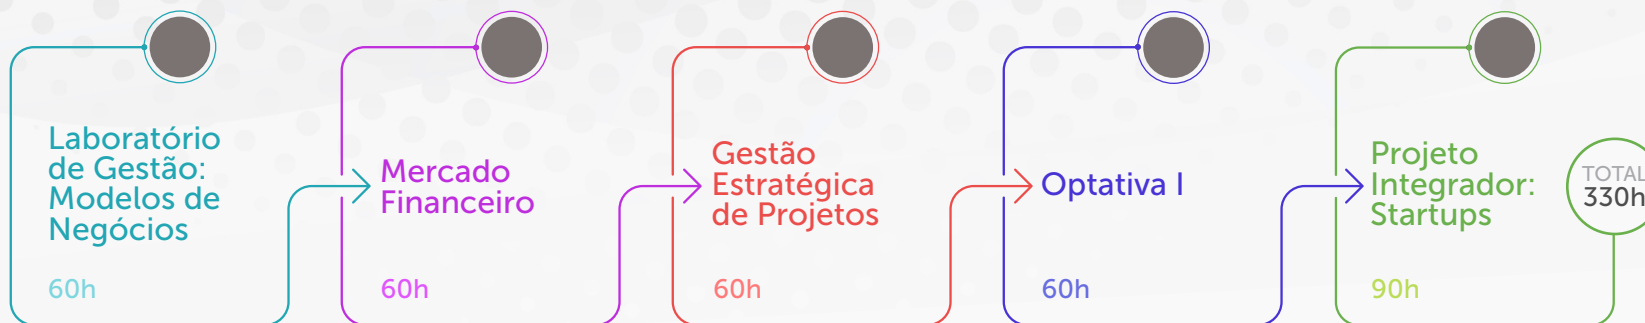 Laboratório
de Gestão:
Modelos de
Negócios
60h
Mercado
Financeiro
60h
Gestão
Estratégica
de Projetos
60h
Optativa I
60h
Projeto
Integrador:
Startups
90h
TOTAL
330h